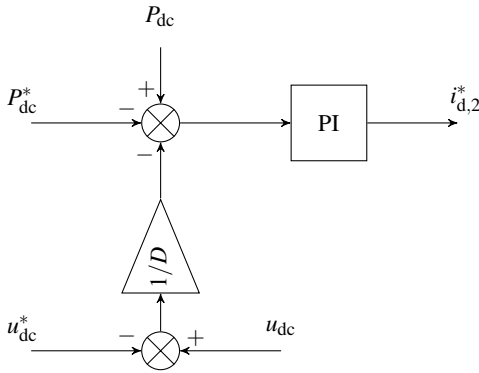 P_dc
+
P*_dc
−
PI
i*_d,2
−
1/D
u*_dc
−
+
u_dc